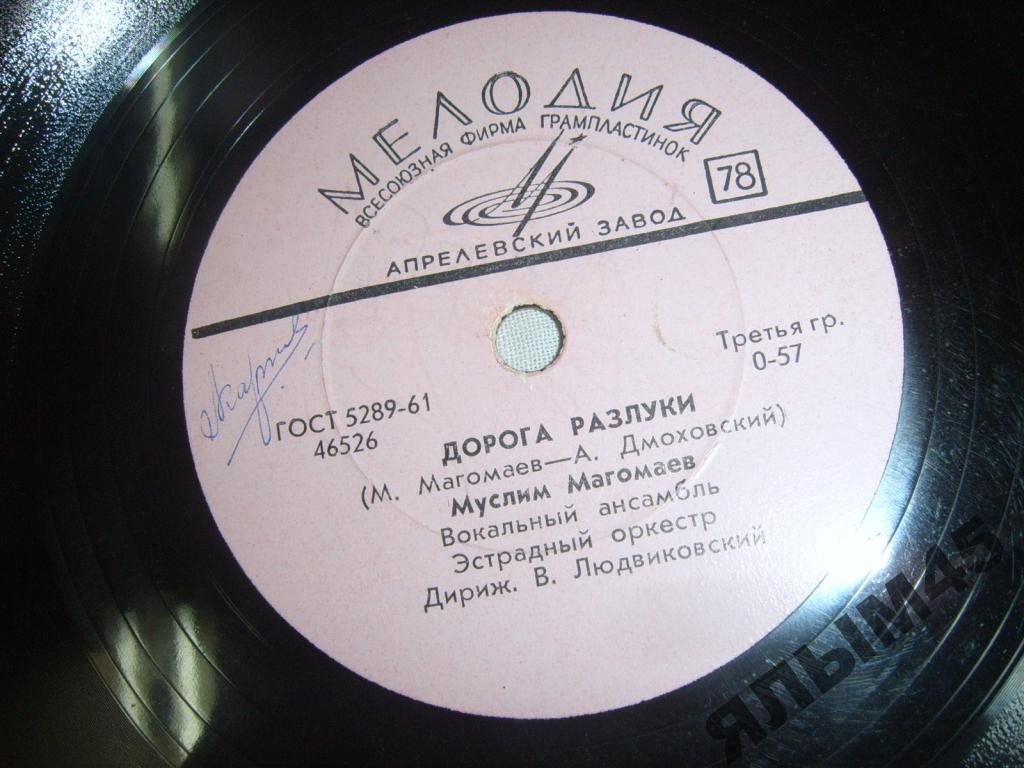 МЕЛОДИЯ
ВСЕСОЮЗНАЯ ФИРМА ГРАМПЛАСТИНОК
78
АПРЕЛЕВСКИЙ ЗАВОД
Третья гр.
0-57
ГОСТ 5289-61
46526
ДОРОГА РАЗЛУКИ
(М. Магомаев—А. Дмоховский)
Муслим Магомаев
Вокальный ансамбль
Эстрадный оркестр
Дириж. В. Людвиковский
ЯЛЫМ45